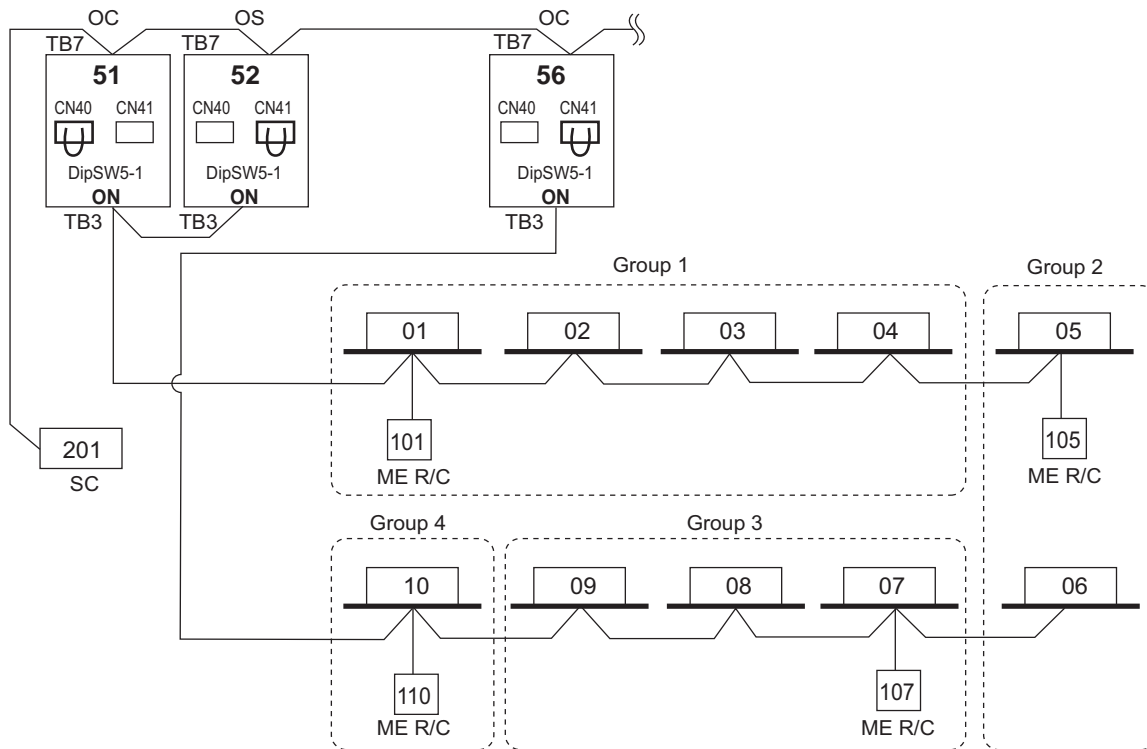 OC OS OC
TB7 TB7 TB7
51 52 56
CN40 CN41 CN40 CN41 CN40 CN41
DipSW5-1 DipSW5-1 DipSW5-1
ON ON ON
TB3 TB3 TB3
Group 1 Group 2
01 02 03 04 05
101 105
ME R/C ME R/C
201
SC
Group 4 Group 3
10 09 08 07 06
110 107
ME R/C ME R/C